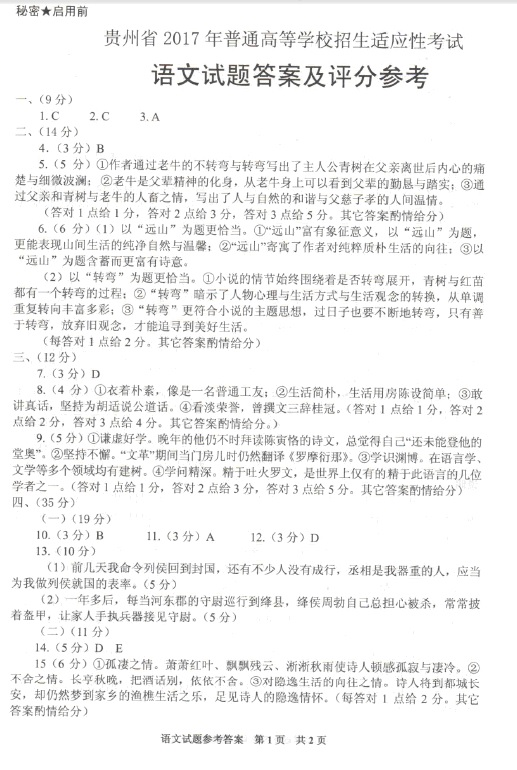 秘密★启用前
贵州省 2017 年普通高等学校招生适应性考试
语文试题答案及评分参考
一、（9 分）
1. C 2. C 3. A
二、（14 分）
4.（3 分）B
5.（5 分）①作者通过老牛的不转弯与转弯写出了主人公青树在父亲离世后内心的痛
楚与细微波澜；②老牛是父辈精神的化身，从老牛身上可以看到父辈的勤恳与踏实；③通
过父亲和青树与老牛的人畜之情，写出了人与自然的和谐与父慈子孝的人间温情。
（答对 1 点给 1 分，答对 2 点给 3 分，答对 3 点给 5 分。其它答案酌情给分）
6.（6 分）（1）以“远山”为题更恰当。①“远山”富有象征意义，以“远山”为题，
更能表现山间生活的纯净自然与温馨；②“远山”寄寓了作者对纯粹质朴生活的向往；③以
“远山”为题含蓄而更富有诗意。
（2）以“转弯”为题更恰当。①小说的情节始终围绕着是否转弯展开，青树与红苗
都有一个转弯的过程；②“转弯”暗示了人物心理与生活方式与生活观念的转换，从单调
重复转向丰富多彩；③“转弯”更符合小说的主题思想，过日子也要不断地转弯，只有善
于转弯，放弃旧观念，才能追寻到美好生活。
（每答对 1 点给 2 分。其它答案酌情给分）
三、（12 分）
7.（3 分）D
8.（4 分）①衣着朴素，像是一名普通工友；②生活简朴，生活用房陈设简单；③敢
讲真话，坚持为胡适说公道话。④看淡荣誉，曾撰文三辞桂冠。（答对 1 点给 1 分，答对 2
点给 2 分，答对 3 点给 4 分。其它答案酌情给分。）
9.（5 分）①谦虚好学。晚年的他仍不时拜读陈寅恪的诗文，总觉得自己“还未能登他的
堂奥”。②坚持不懈。“文革”期间当门房儿时仍然翻译《罗摩衍那》。③学识渊博。在语言学、
文学等多个领域均有建树。④学问精深。精于吐火罗文，是世界上仅有的精于此语言的几位
学者之一。（答对 1 点给 1 分，答对 2 点给 3 分，答对 3 点给 5 分。其它答案酌情给分）
四、（35 分）
（一）（19 分）
10.（3 分）B 11.（3 分）A 12.（3 分）D
13.（10 分）
（1）前几天我命令列侯回到封国，还有不少人没有成行，丞相是我器重的人，应当
为我做列侯就国的表率。（5 分）
（2）一年多后，每当河东郡的守尉巡行到绛县，绛侯周勃自己总担心被杀，常常披
着盔甲，让家人手执兵器接见守尉。（5 分）
（二）（11 分）
14.（5 分）D E
15（6 分）①孤凄之情。萧萧红叶、飘飘残云、淅淅秋雨使诗人顿感孤寂与凄冷。②
不舍之情。长亭秋晚，把酒话别，依依不舍。③对隐逸生活的向往之情。诗人将到都城长
安，却仍然梦到家乡的渔樵生活之乐，足见诗人的隐逸情怀。（每答对 1 点给 2 分。其它
答案酌情给分）
语文试题参考答案 第 1 页 共 2 页